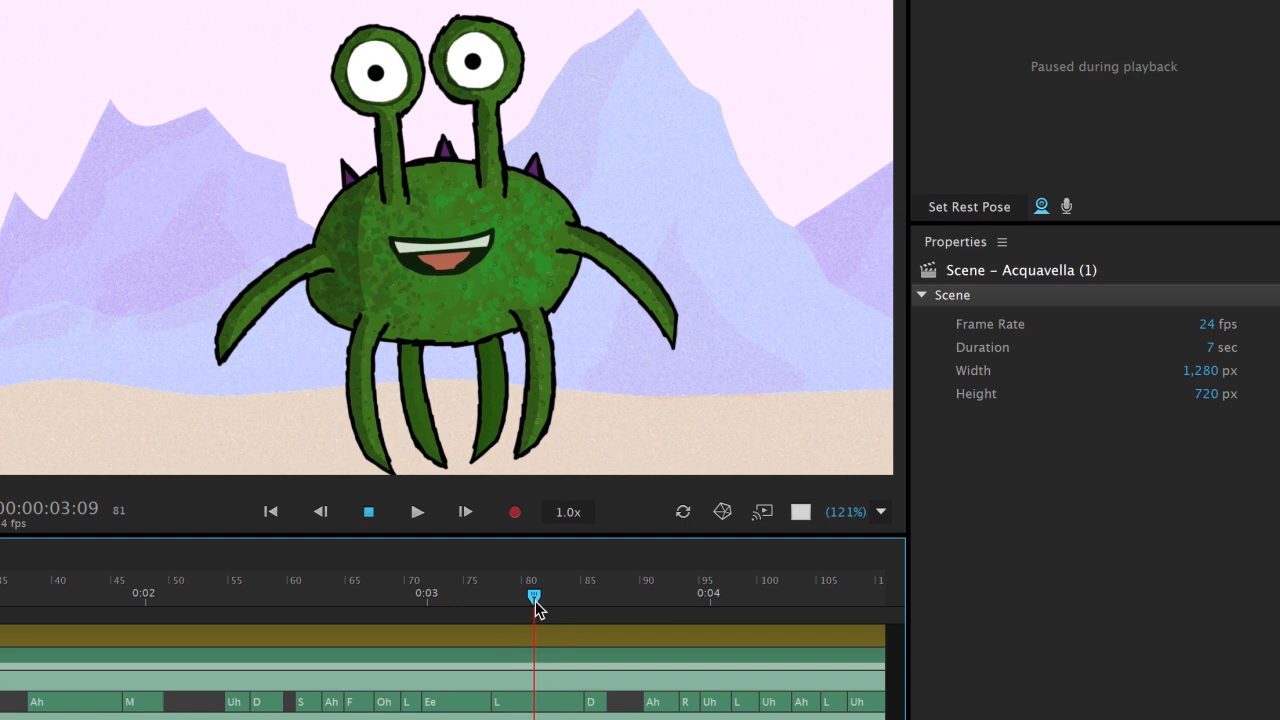 Paused during playback
Set Rest Pose
Properties
Scene – Acquavella (1)
Scene
Frame Rate 24 fps
Duration 7 sec
Width 1,280 px
Height 720 px
00:00:03:09 81
4 fps
1.0x
(121%)
35 40 45 50 55 60 65 70 75 80 85 90 95 100 105 1
0:02 0:03 0:04
Ah M Uh D S Ah F Oh L Ee L D Ah R Uh L Uh Ah L Uh